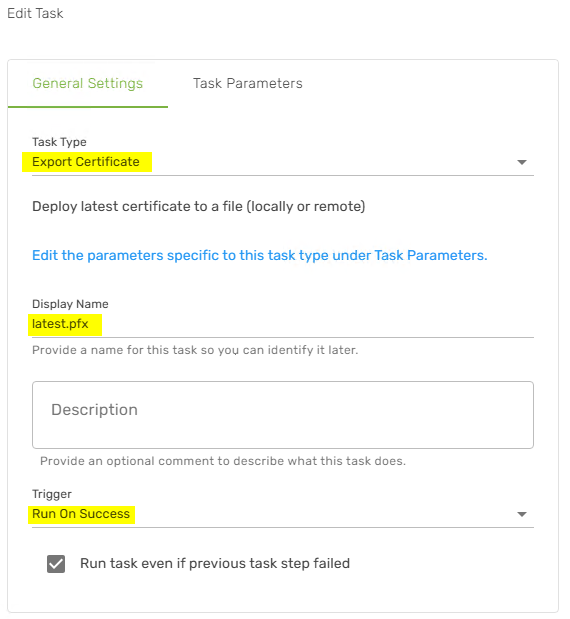 Edit Task
General Settings Task Parameters
Task Type
Export Certificate
Deploy latest certificate to a file (locally or remote)
Edit the parameters specific to this task type under Task Parameters.
Display Name
latest.pfx
Provide a name for this task so you can identify it later.
Description
Provide an optional comment to describe what this task does.
Trigger
Run On Success
Run task even if previous task step failed